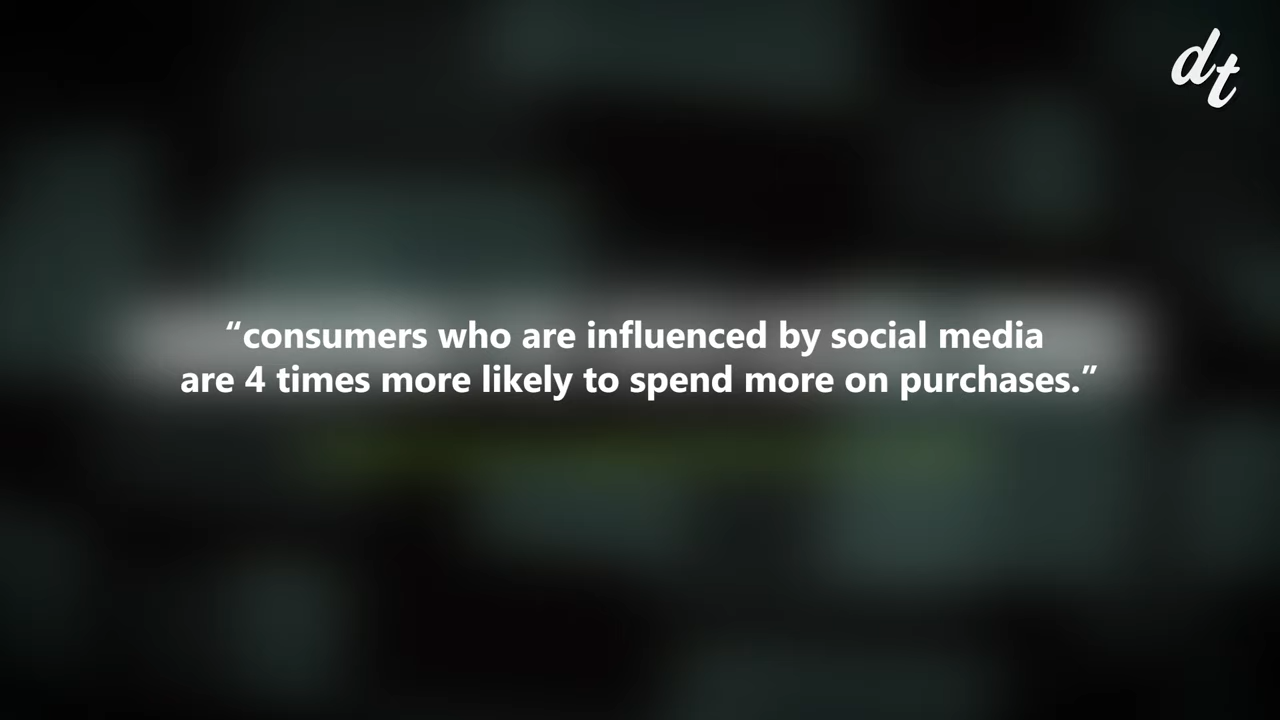 dt
“consumers who are influenced by social media
are 4 times more likely to spend more on purchases.”